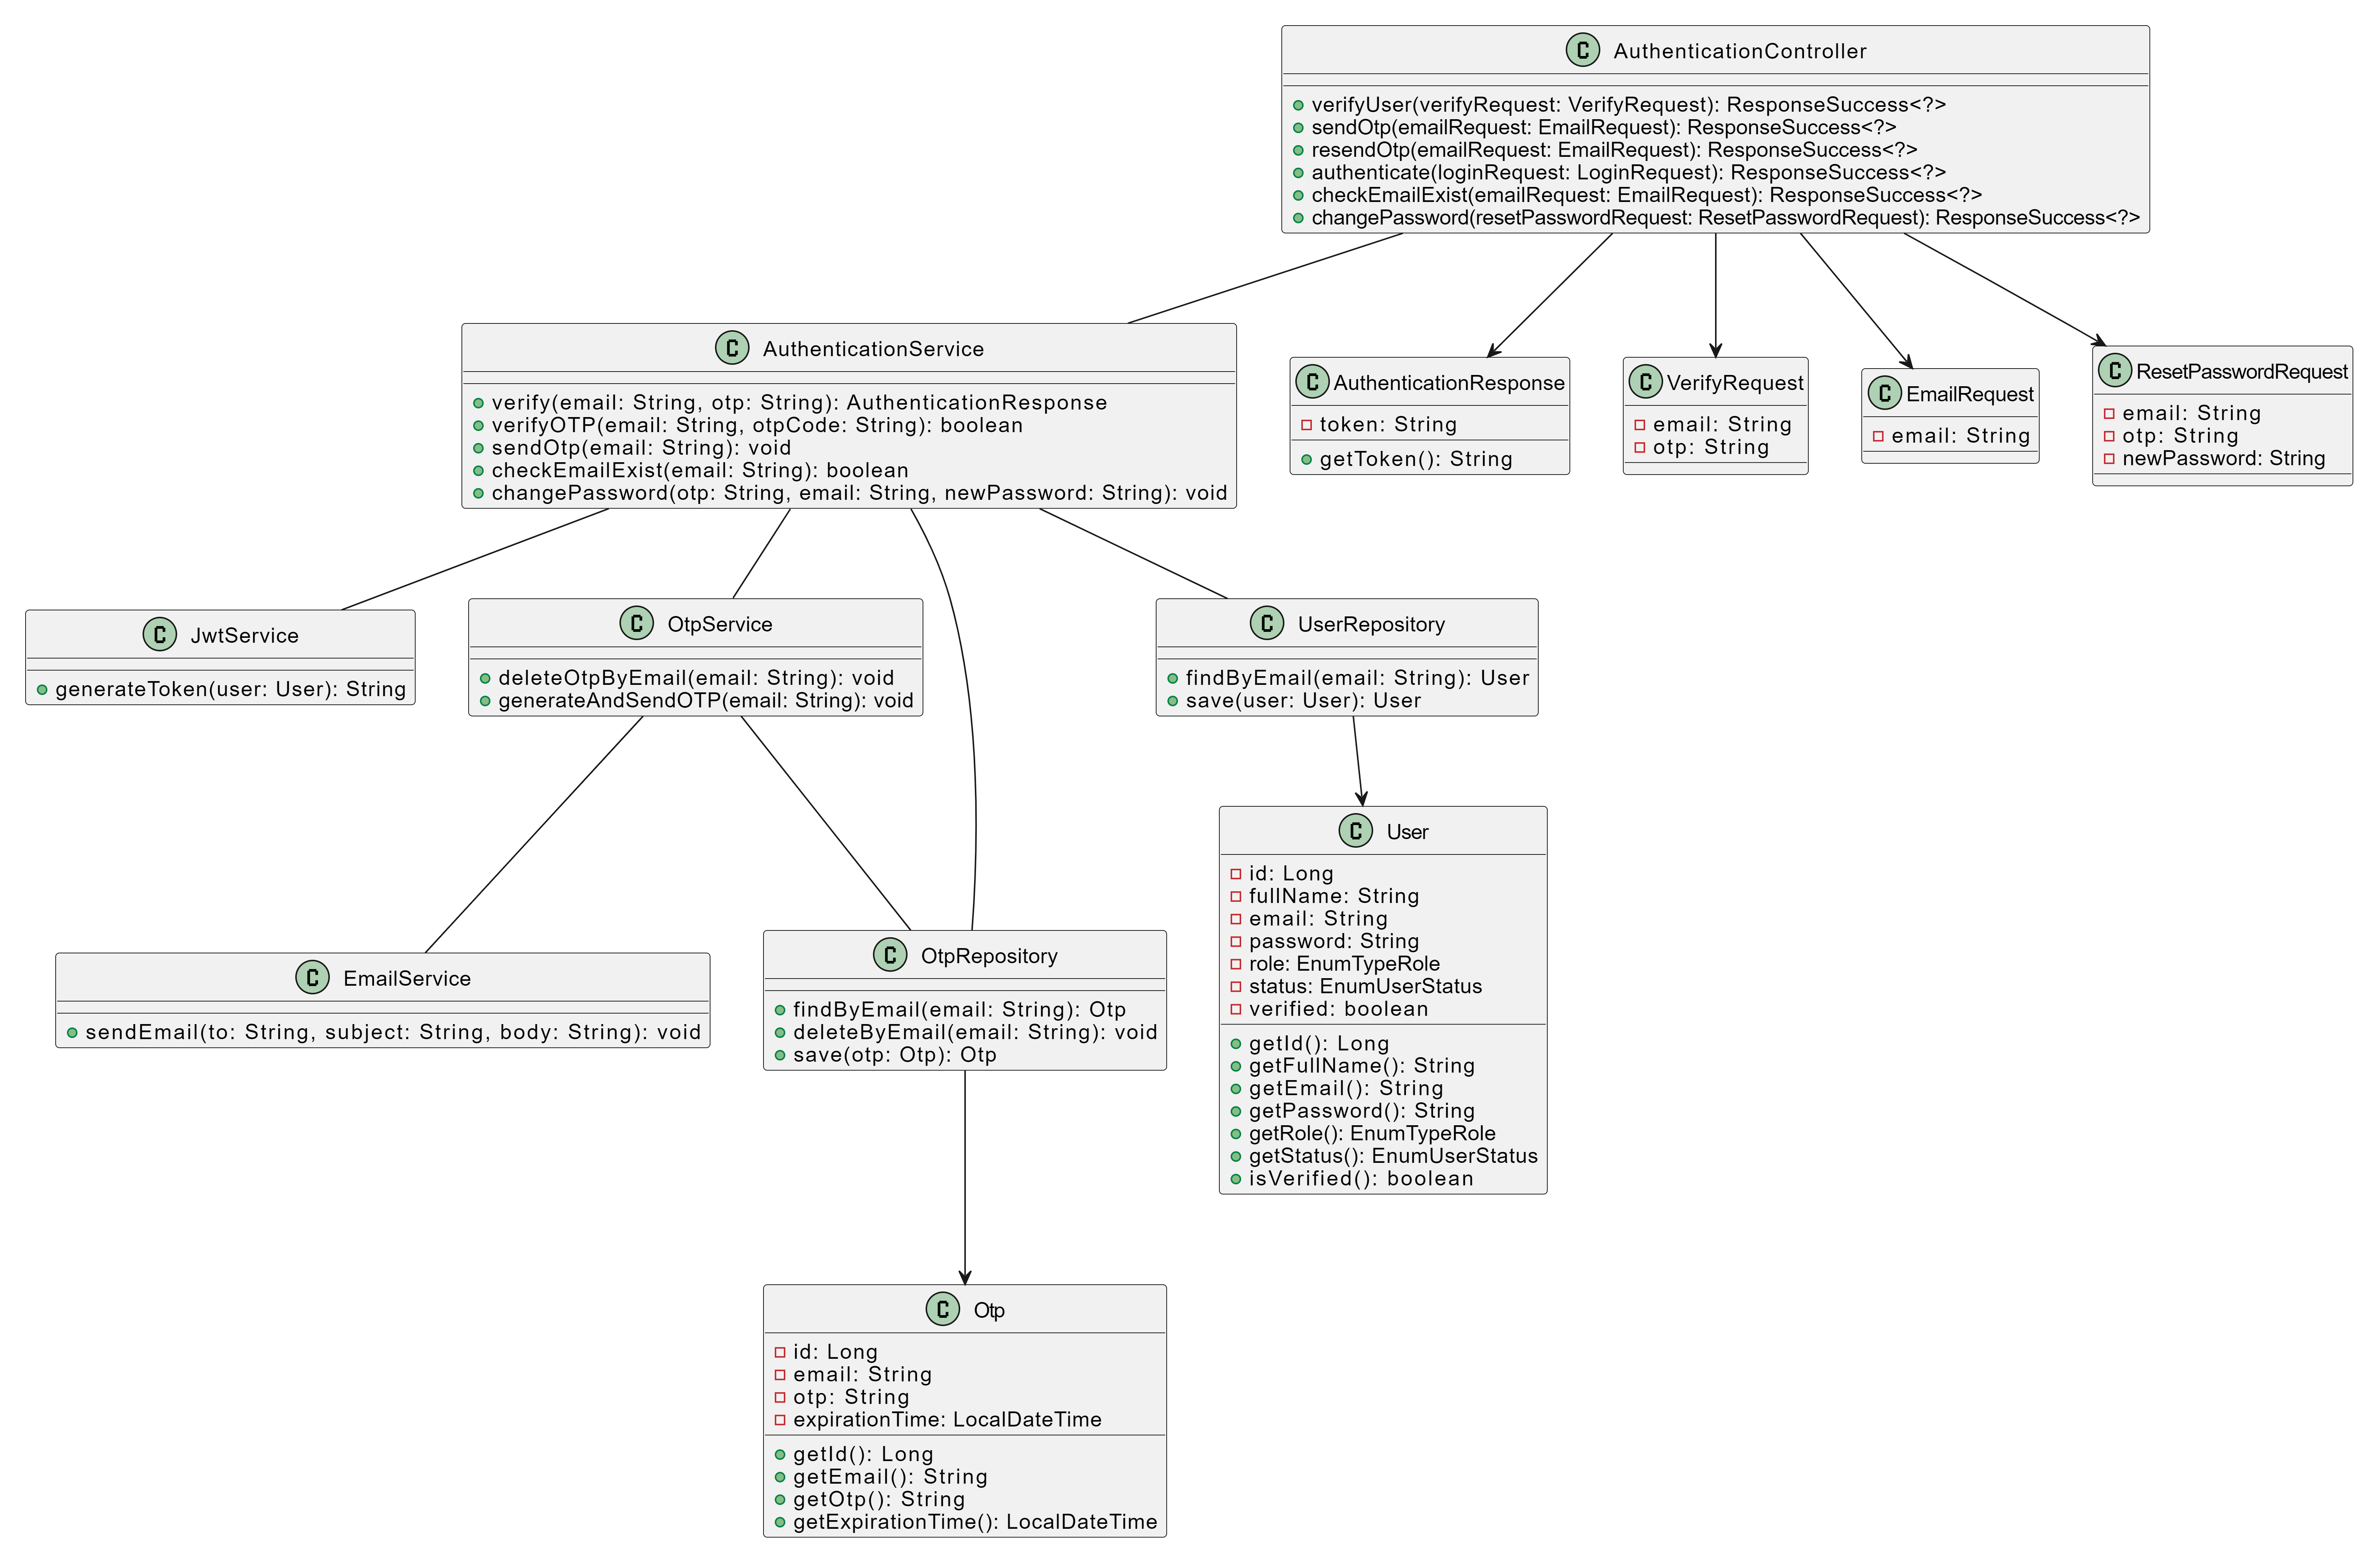 C AuthenticationController
verifyUser(verifyRequest: VerifyRequest): ResponseSuccess<?>
sendOtp(emailRequest: EmailRequest): ResponseSuccess<?>
resendOtp(emailRequest: EmailRequest): ResponseSuccess<?>
authenticate(loginRequest: LoginRequest): ResponseSuccess<?>
checkEmailExist(emailRequest: EmailRequest): ResponseSuccess<?>
changePassword(resetPasswordRequest: ResetPasswordRequest): ResponseSuccess<?>
C AuthenticationService
verify(email: String, otp: String): AuthenticationResponse
verifyOTP(email: String, otpCode: String): boolean
sendOtp(email: String): void
checkEmailExist(email: String): boolean
changePassword(otp: String, email: String, newPassword: String): void
C AuthenticationResponse
token: String
getToken(): String
C VerifyRequest
email: String
otp: String
C EmailRequest
email: String
C ResetPasswordRequest
email: String
otp: String
newPassword: String
C JwtService
generateToken(user: User): String
C OtpService
deleteOtpByEmail(email: String): void
generateAndSendOTP(email: String): void
C UserRepository
findByEmail(email: String): User
save(user: User): User
C User
id: Long
fullName: String
email: String
password: String
role: EnumTypeRole
status: EnumUserStatus
verified: boolean
getId(): Long
getFullName(): String
getEmail(): String
getPassword(): String
getRole(): EnumTypeRole
getStatus(): EnumUserStatus
isVerified(): boolean
C EmailService
sendEmail(to: String, subject: String, body: String): void
C OtpRepository
findByEmail(email: String): Otp
deleteByEmail(email: String): void
save(otp: Otp): Otp
C Otp
id: Long
email: String
otp: String
expirationTime: LocalDateTime
getId(): Long
getEmail(): String
getOtp(): String
getExpirationTime(): LocalDateTime